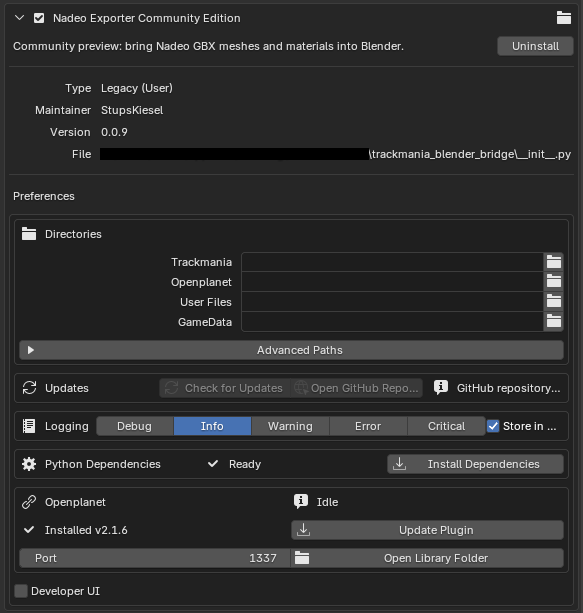 Nadeo Exporter Community Edition
Community preview: bring Nadeo GBX meshes and materials into Blender. Uninstall
Type Legacy (User)
Maintainer StupsKiesel
Version 0.0.9
File \trackmania_blender_bridge\__init__.py
Preferences
Directories
Trackmania
Openplanet
User Files
GameData
Advanced Paths
Updates Check for Updates Open GitHub Repo... GitHub repository...
Logging Debug Info Warning Error Critical Store in ...
Python Dependencies Ready Install Dependencies
Openplanet Idle
Installed v2.1.6 Update Plugin
Port 1337 Open Library Folder
Developer UI